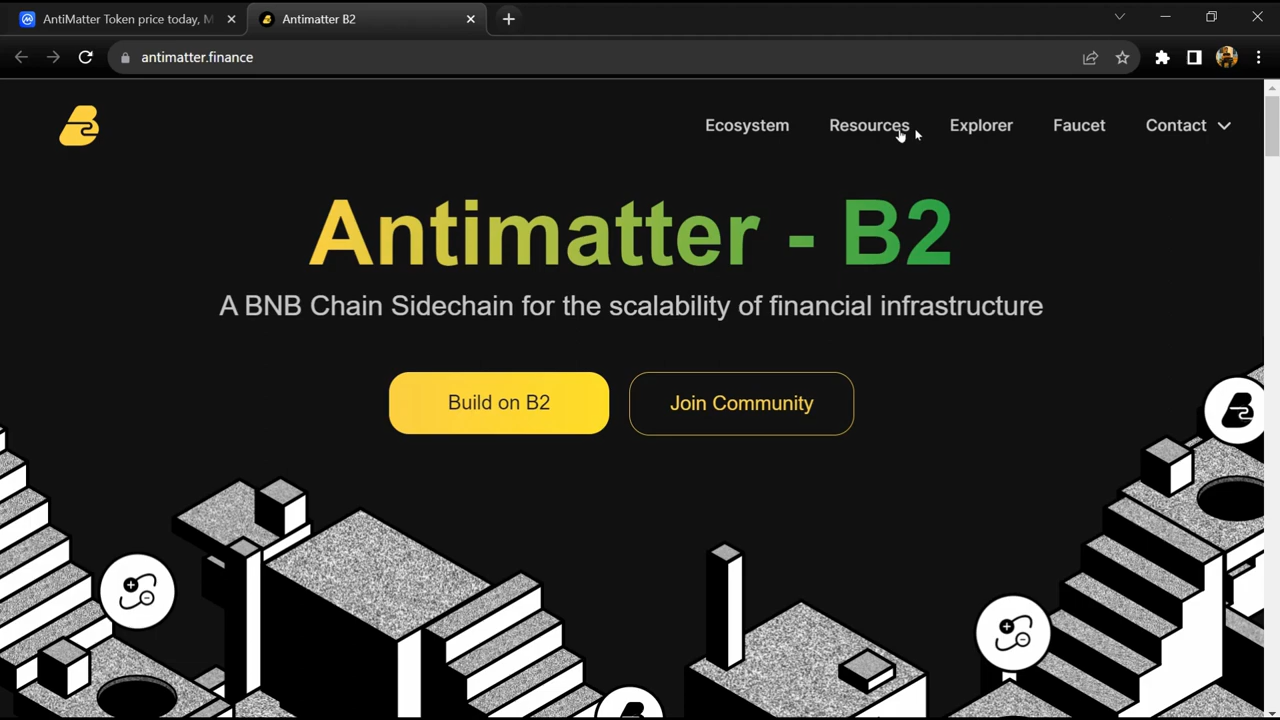 AntiMatter Token price today, M
Antimatter B2
antimatter.finance
Ecosystem Resources Explorer Faucet Contact
Antimatter - B2
A BNB Chain Sidechain for the scalability of financial infrastructure
Build on B2
Join Community